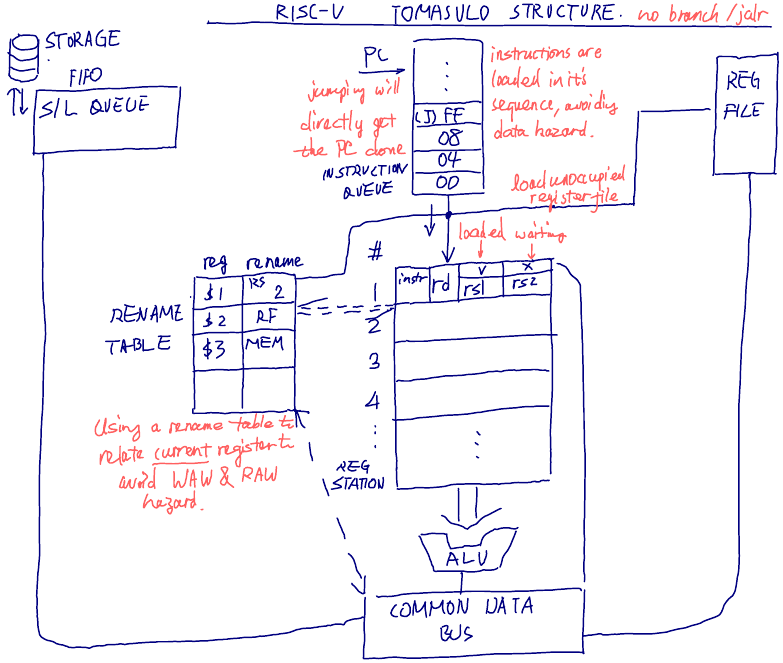 RISC-V TOMASULO STRUCTURE. no branch/jalr
STORAGE
FIFO
S/L QUEUE
PC
jumping will
directly get
the PC done
INSTRUCTION
QUEUE
(J) FE
08
04
00
instructions are
loaded in it's
sequence, avoiding
data hazard.
REG
FILE
load unoccupied
register file
loaded waiting
#
instr rd v x
rs1 rs2
1
2
3
4
REG
STATION
reg rename
$1 RS 2
$2 RF
$3 MEM
RENAME
TABLE
Using a rename table to
relate current register to
avoid WAW & RAW
hazard.
ALU
COMMON DATA
BUS